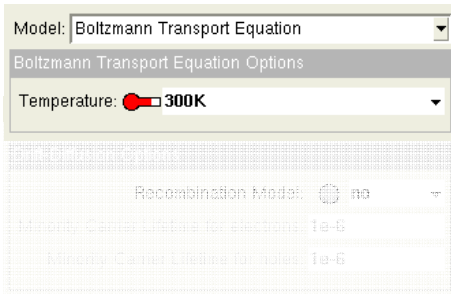 Model: Boltzmann Transport Equation
Boltzmann Transport Equation Options
Temperature: 300K
Recombination Model: no
Minority Carrier Lifetime for electrons: 1e-6
Minority Carrier Lifetime for holes: 1e-6